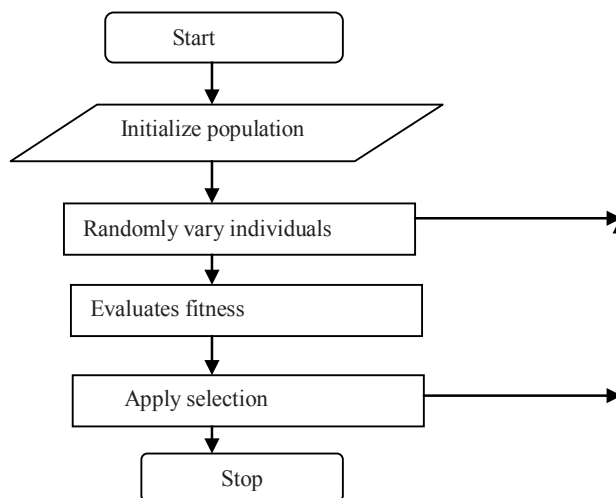 Start
Initialize population
Randomly vary individuals
Evaluates fitness
Apply selection
Stop